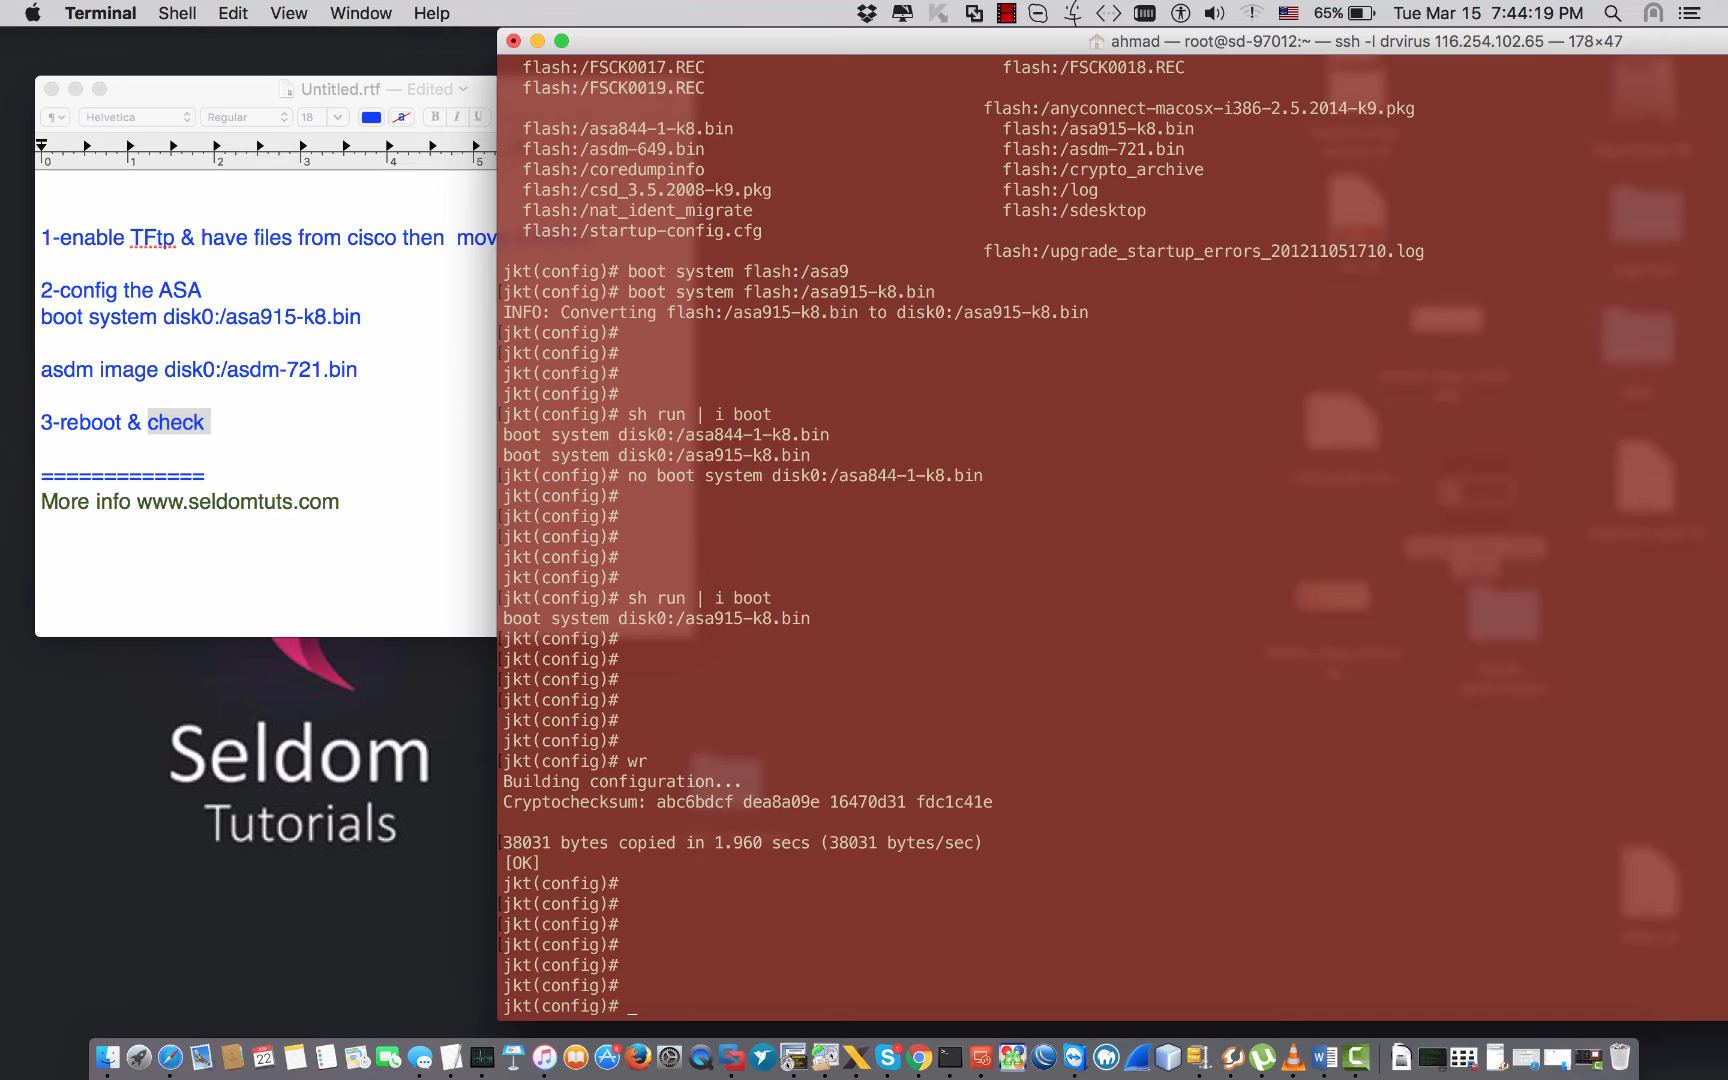 Terminal Shell Edit View Window Help
65% Tue Mar 15 7:44:19 PM
ahmad — root@sd-97012:~ — ssh -l drvirus 116.254.102.65 — 178×47
Untitled.rtf — Edited
Helvetica Regular 18 B I U
0 1 2 3 4 5
1-enable TFtp & have files from cisco then mov
2-config the ASA
boot system disk0:/asa915-k8.bin
asdm image disk0:/asdm-721.bin
3-reboot & check
=============
More info www.seldomtuts.com
Seldom
Tutorials
flash:/FSCK0017.REC flash:/FSCK0018.REC
flash:/FSCK0019.REC
flash:/anyconnect-macosx-i386-2.5.2014-k9.pkg
flash:/asa844-1-k8.bin flash:/asa915-k8.bin
flash:/asdm-649.bin flash:/asdm-721.bin
flash:/coredumpinfo flash:/crypto_archive
flash:/csd_3.5.2008-k9.pkg flash:/log
flash:/nat_ident_migrate flash:/sdesktop
flash:/startup-config.cfg
flash:/upgrade_startup_errors_201211051710.log
jkt(config)# boot system flash:/asa9
[jkt(config)# boot system flash:/asa915-k8.bin
INFO: Converting flash:/asa915-k8.bin to disk0:/asa915-k8.bin
[jkt(config)#
[jkt(config)#
[jkt(config)#
[jkt(config)#
[jkt(config)# sh run | i boot
boot system disk0:/asa844-1-k8.bin
boot system disk0:/asa915-k8.bin
[jkt(config)# no boot system disk0:/asa844-1-k8.bin
[jkt(config)#
[jkt(config)#
[jkt(config)#
[jkt(config)#
[jkt(config)#
[jkt(config)# sh run | i boot
boot system disk0:/asa915-k8.bin
[jkt(config)#
[jkt(config)#
[jkt(config)#
[jkt(config)#
[jkt(config)#
[jkt(config)#
[jkt(config)# wr
Building configuration...
Cryptochecksum: abc6bdcf dea8a09e 16470d31 fdc1c41e
[38031 bytes copied in 1.960 secs (38031 bytes/sec)
[OK]
jkt(config)#
[jkt(config)#
[jkt(config)#
[jkt(config)#
[jkt(config)#
[jkt(config)#
jkt(config)# _
22